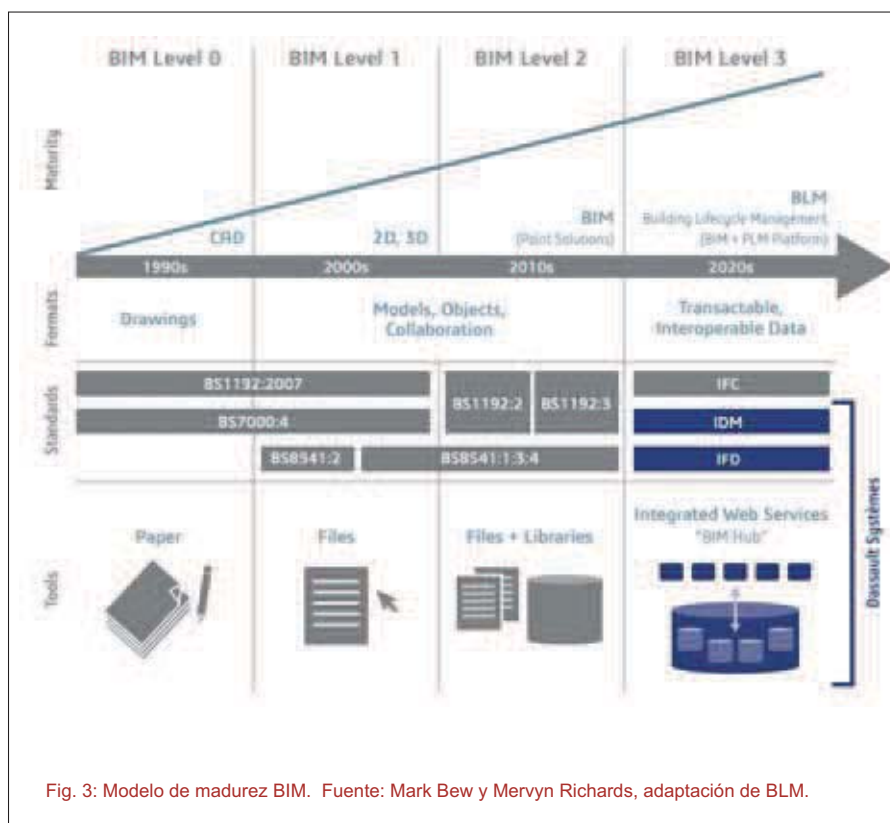 BIM Level 0
BIM Level 1
BIM Level 2
BIM Level 3
Maturity
CAD
2D, 3D
BIM
(Point Solutions)
BLM
Building Lifecycle Management
(BIM + PLM Platform)
1990s
2000s
2010s
2020s
Formats
Drawings
Models, Objects,
Collaboration
Transactable,
Interoperable Data
Standards
BS1192:2007
BS7000:4
BS1192:2
BS1192:3
BS8541:2
BS8541:1:3:4
IFC
IDM
IFD
Tools
Paper
Files
Files + Libraries
Integrated Web Services
"BIM Hub"
Dassault Systèmes
Fig. 3: Modelo de madurez BIM. Fuente: Mark Bew y Mervyn Richards, adaptación de BLM.